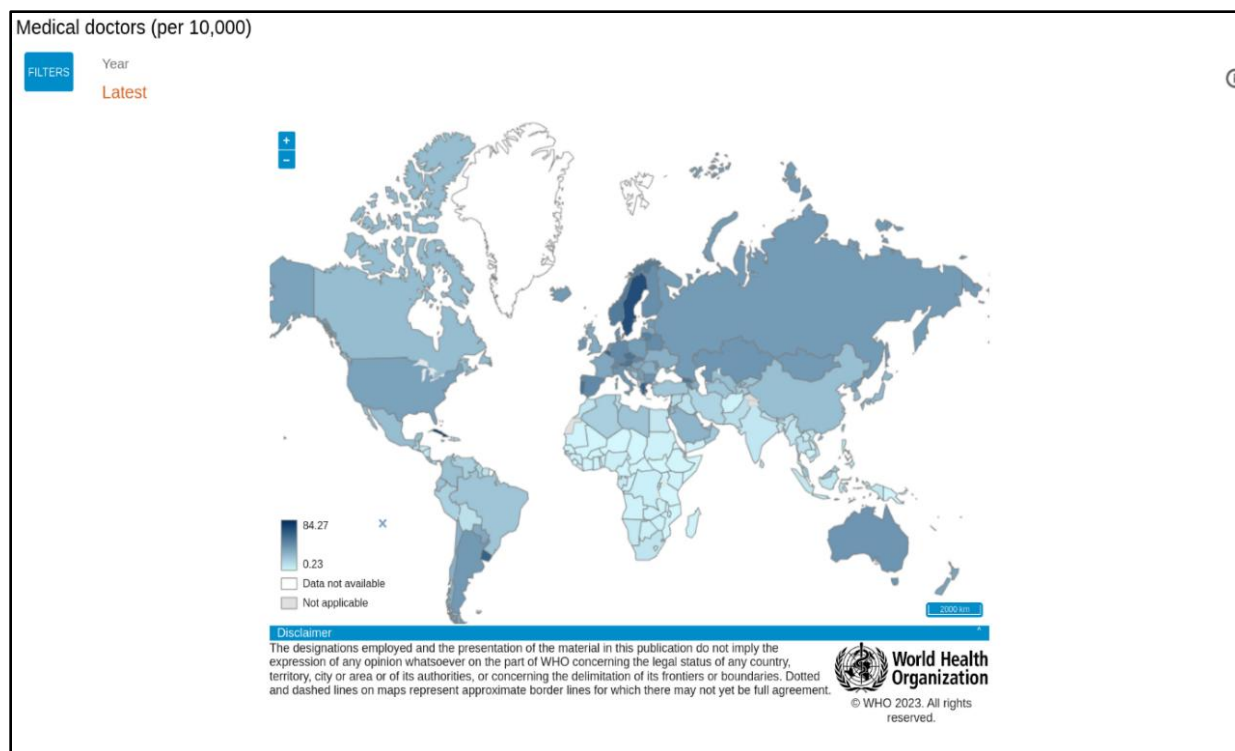 Medical doctors (per 10,000)
FILTERS
Year
Latest
+
−
84.27
0.23
Data not available
Not applicable
2000 km
Disclaimer
The designations employed and the presentation of the material in this publication do not imply the
expression of any opinion whatsoever on the part of WHO concerning the legal status of any country,
territory, city or area or of its authorities, or concerning the delimitation of its frontiers or boundaries. Dotted
and dashed lines on maps represent approximate border lines for which there may not yet be full agreement.
World Health
Organization
© WHO 2023. All rights
reserved.